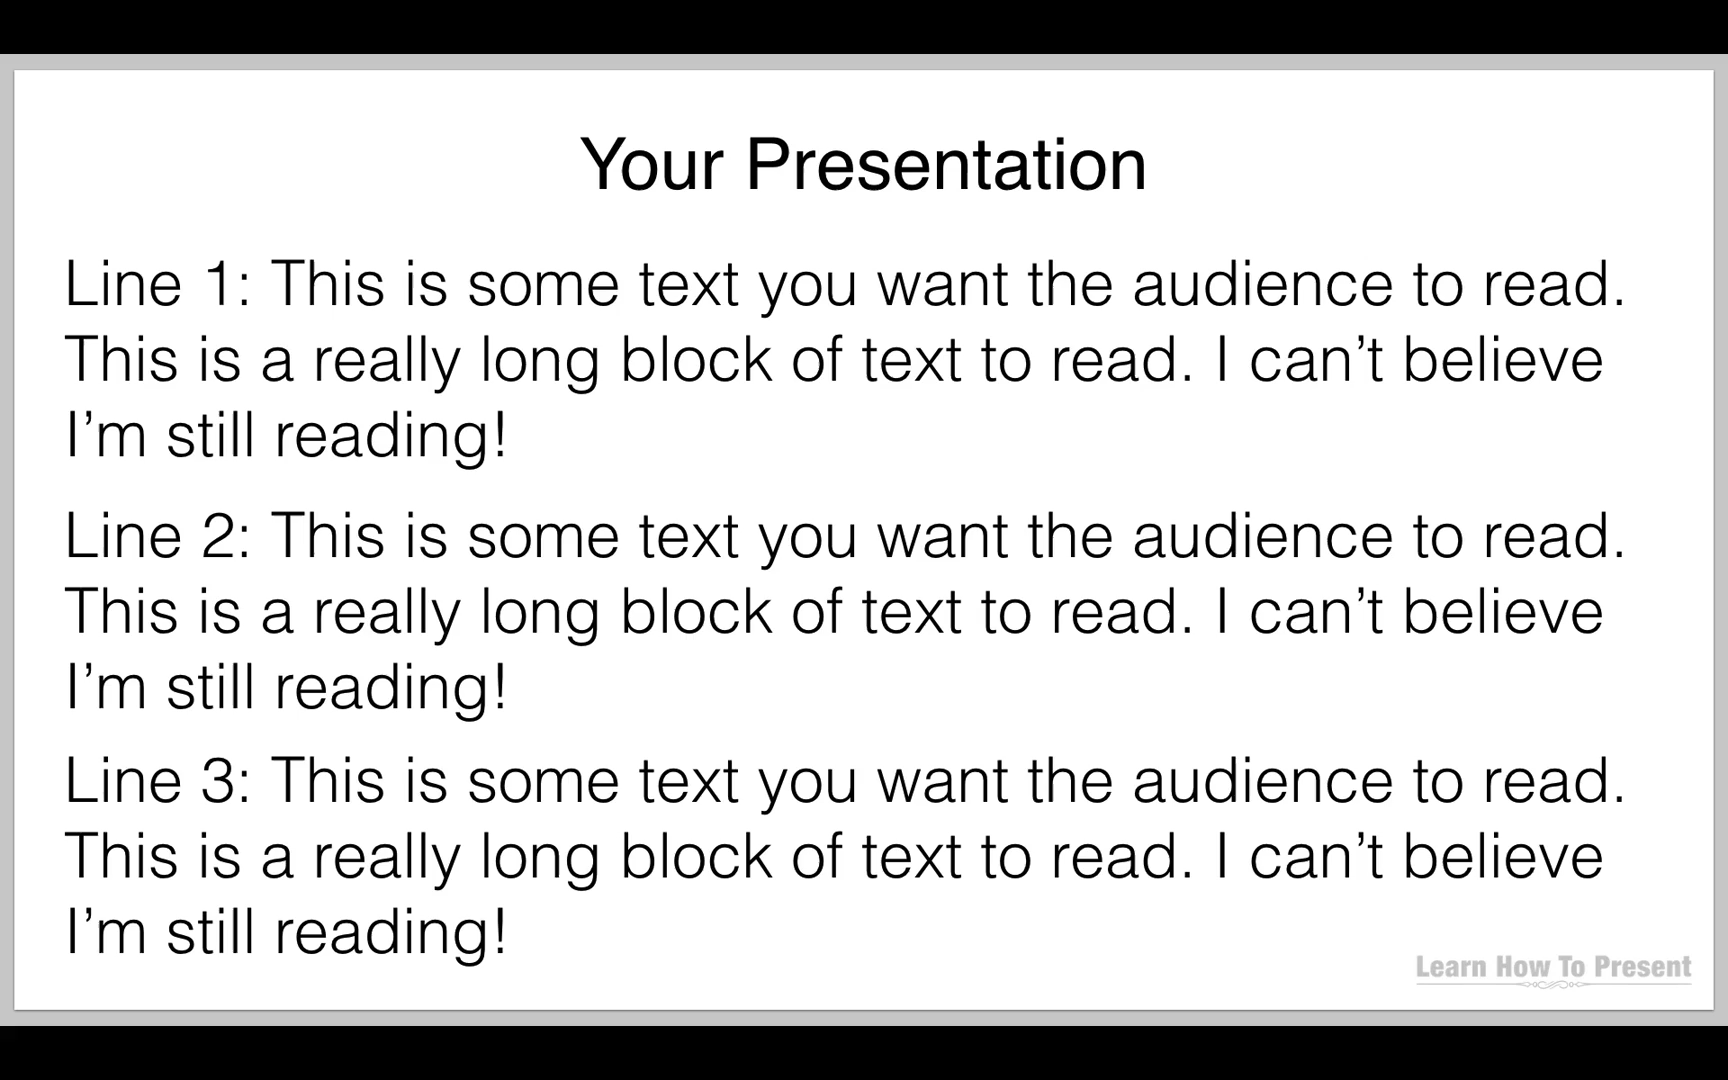 Your Presentation
Line 1: This is some text you want the audience to read.
This is a really long block of text to read. I can’t believe
I’m still reading!
Line 2: This is some text you want the audience to read.
This is a really long block of text to read. I can’t believe
I’m still reading!
Line 3: This is some text you want the audience to read.
This is a really long block of text to read. I can’t believe
I’m still reading!
Learn How To Present